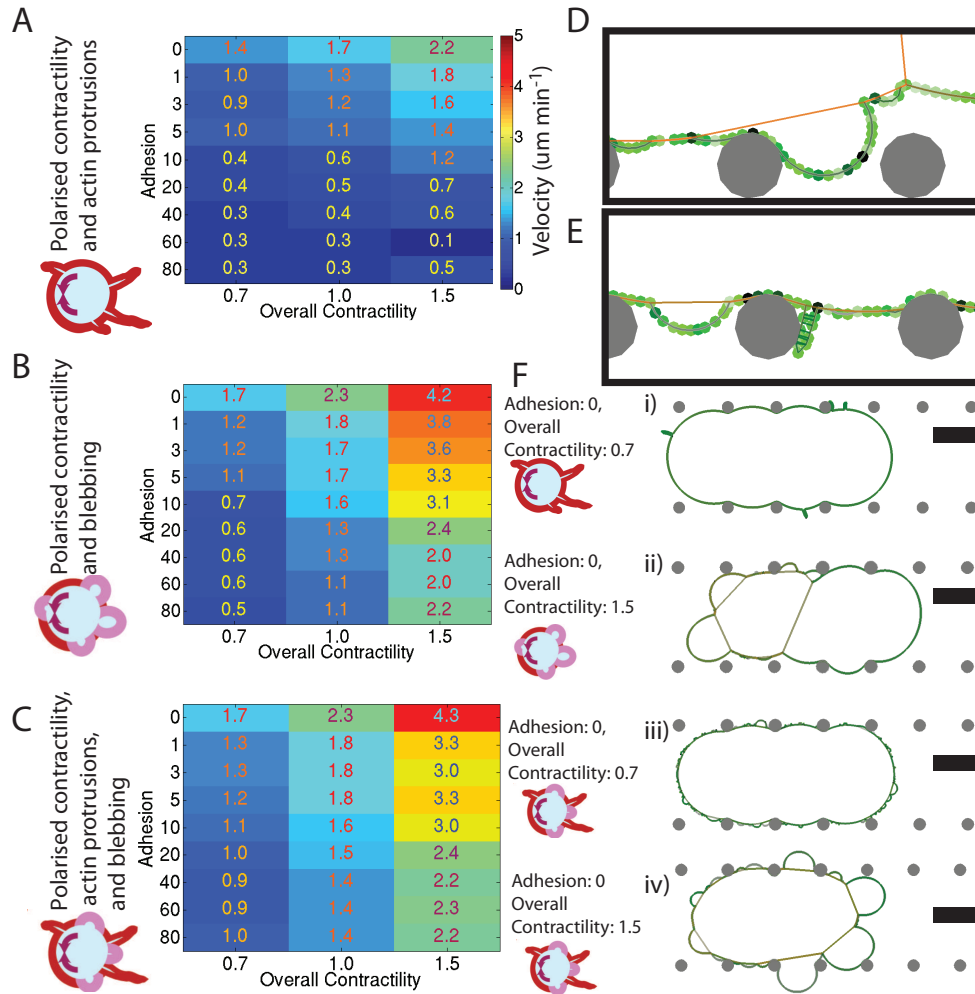 A
Polarised contractility
and actin protrusions
Adhesion
0 1.4 1.7 2.2
1 1.0 1.3 1.8
3 0.9 1.2 1.6
5 1.0 1.1 1.4
10 0.4 0.6 1.2
20 0.4 0.5 0.7
40 0.3 0.4 0.6
60 0.3 0.3 0.1
80 0.3 0.3 0.5
0.7 1.0 1.5
Overall Contractility
5
4
3
2
1
0
Velocity (um min⁻¹)
B
Polarised contractility
and blebbing
Adhesion
0 1.7 2.3 4.2
1 1.2 1.8 3.8
3 1.2 1.7 3.6
5 1.1 1.7 3.3
10 0.7 1.6 3.1
20 0.6 1.3 2.4
40 0.6 1.3 2.0
60 0.6 1.1 2.0
80 0.5 1.1 2.2
0.7 1.0 1.5
Overall Contractility
C
Polarised contractility,
actin protrusions,
and blebbing
Adhesion
0 1.7 2.3 4.3
1 1.3 1.8 3.3
3 1.3 1.8 3.0
5 1.2 1.8 3.3
10 1.1 1.6 3.0
20 1.0 1.5 2.4
40 0.9 1.4 2.2
60 0.9 1.4 2.3
80 1.0 1.4 2.2
0.7 1.0 1.5
Overall Contractility
D
E
F
Adhesion: 0,
Overall
Contractility: 0.7
i)
Adhesion: 0,
Overall
Contractility: 1.5
ii)
Adhesion: 0,
Overall
Contractility: 0.7
iii)
Adhesion: 0
Overall
Contractility: 1.5
iv)